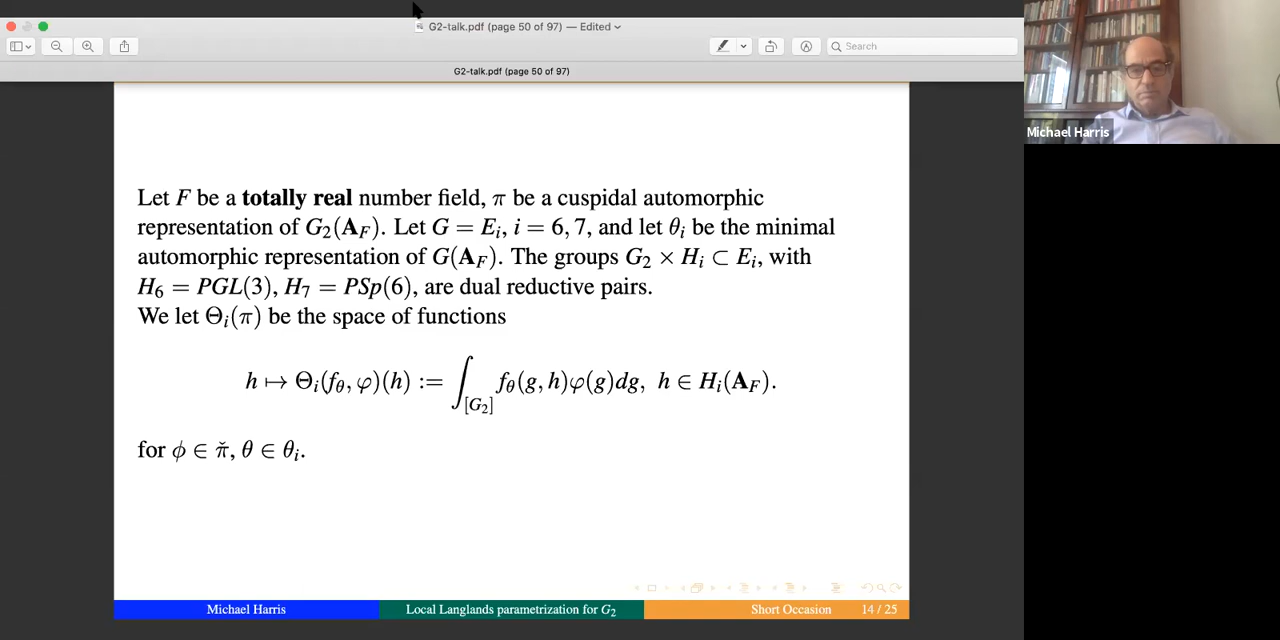 G2-talk.pdf (page 50 of 97) — Edited
Search
G2-talk.pdf (page 50 of 97)
Michael Harris
Let F be a totally real number field, π be a cuspidal automorphic
representation of G₂(A_F). Let G = E_i, i = 6, 7, and let θ_i be the minimal
automorphic representation of G(A_F). The groups G₂ × H_i ⊂ E_i, with
H₆ = PGL(3), H₇ = PSp(6), are dual reductive pairs.
We let Θ_i(π) be the space of functions
h ↦ Θ_i(f_θ, φ)(h) := ∫_[G₂] f_θ(g, h)φ(g)dg, h ∈ H_i(A_F).
for ϕ ∈ π̌, θ ∈ θ_i.
Michael Harris
Local Langlands parametrization for G₂
Short Occasion
14 / 25